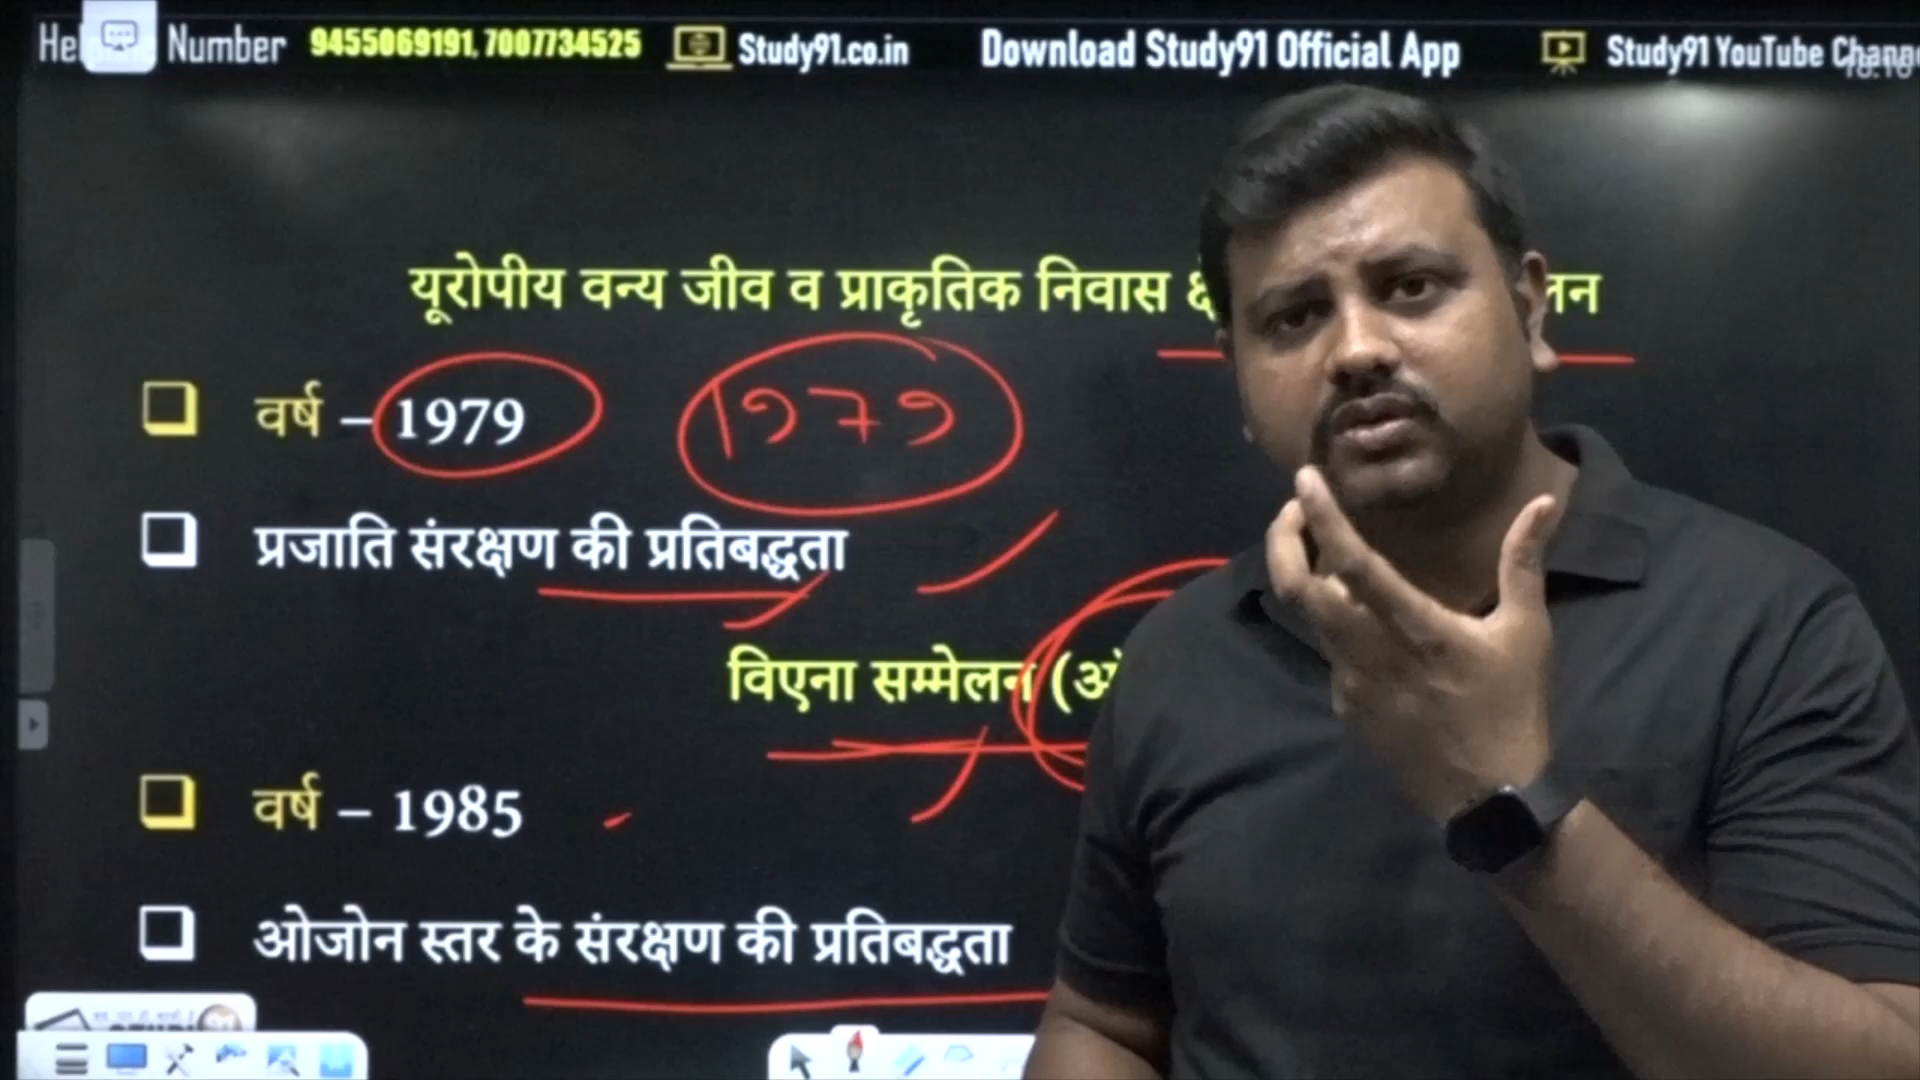 Number 9455069191, 7007734525 Study91.co.in Download Study91 Official App Study91 YouTube
यूरोपीय वन्य जीव व प्राकृतिक निवास
वर्ष – 1979 1979
प्रजाति संरक्षण की प्रतिबद्धता
विएना सम्मेलन
वर्ष – 1985
ओजोन स्तर के संरक्षण की प्रतिबद्धता